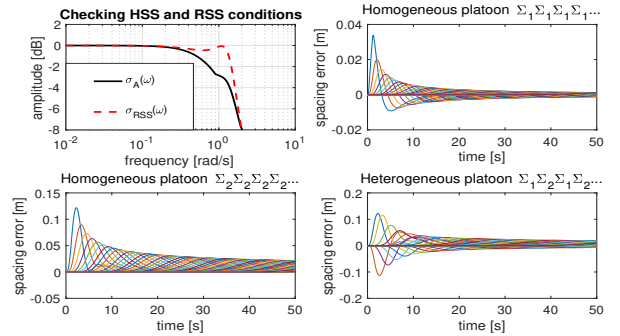 Checking HSS and RSS conditions
amplitude [dB]
0
-2
-4
-6
-8
σ_A(ω)
σ_RSS(ω)
10^-2 10^-1 10^0 10^1
frequency [rad/s]
Homogeneous platoon Σ_1Σ_1Σ_1Σ_1...
spacing error [m]
0.04
0.02
0
-0.02
0 10 20 30 40 50
time [s]
Homogeneous platoon Σ_2Σ_2Σ_2Σ_2...
spacing error [m]
0.15
0.1
0.05
0
-0.05
0 10 20 30 40 50
time [s]
Heterogeneous platoon Σ_1Σ_2Σ_1Σ_2...
spacing error [m]
0.2
0.1
0
-0.1
-0.2
0 10 20 30 40 50
time [s]